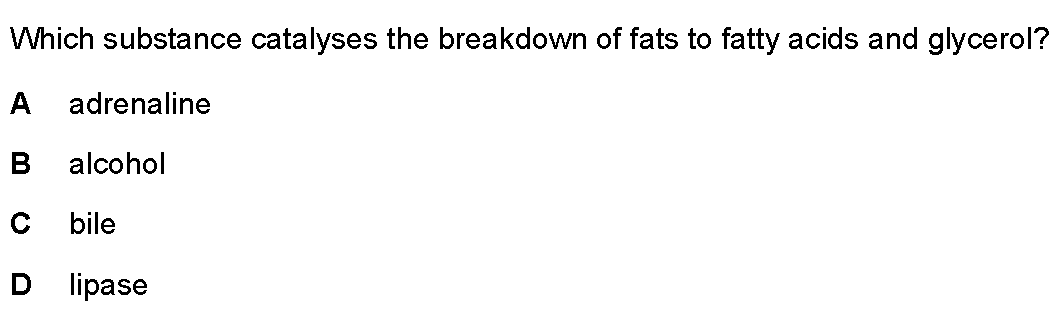 Which substance catalyses the breakdown of fats to fatty acids and glycerol?
A adrenaline
B alcohol
C bile
D lipase